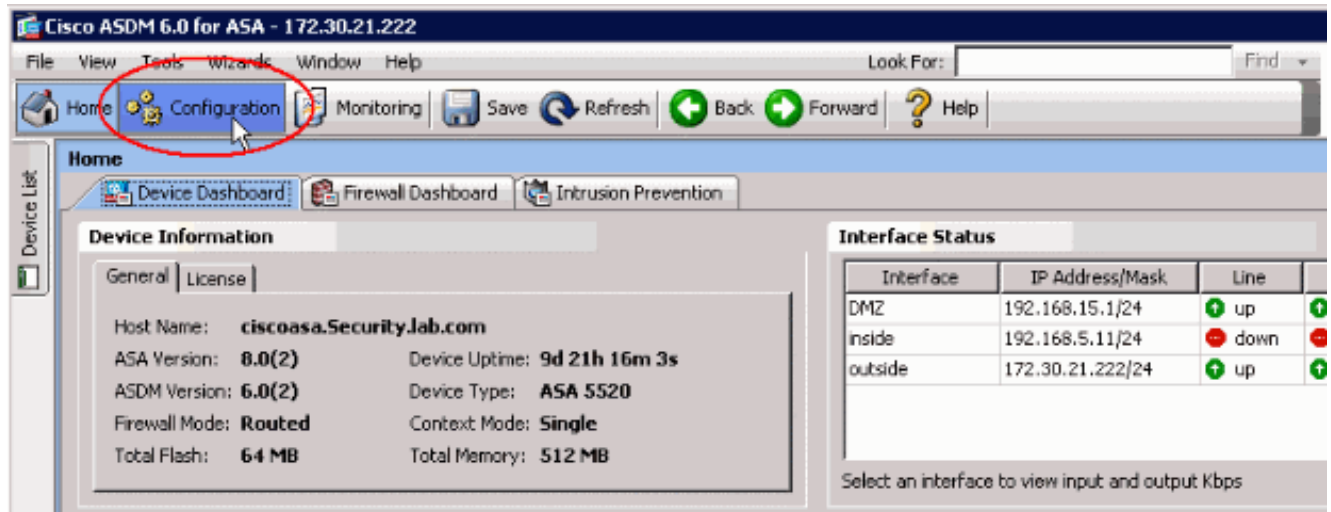 Cisco ASDM 6.0 for ASA - 172.30.21.222
File View Tools Wizards Window Help Look For: Find
Home Configuration Monitoring Save Refresh Back Forward Help
Device List
Home
Device Dashboard Firewall Dashboard Intrusion Prevention
Device Information
General License
Host Name: ciscoasa.Security.lab.com
ASA Version: 8.0(2) Device Uptime: 9d 21h 16m 3s
ASDM Version: 6.0(2) Device Type: ASA 5520
Firewall Mode: Routed Context Mode: Single
Total Flash: 64 MB Total Memory: 512 MB
Interface Status
Interface IP Address/Mask Line
DMZ 192.168.15.1/24 up
inside 192.168.5.11/24 down
outside 172.30.21.222/24 up
Select an interface to view input and output Kbps